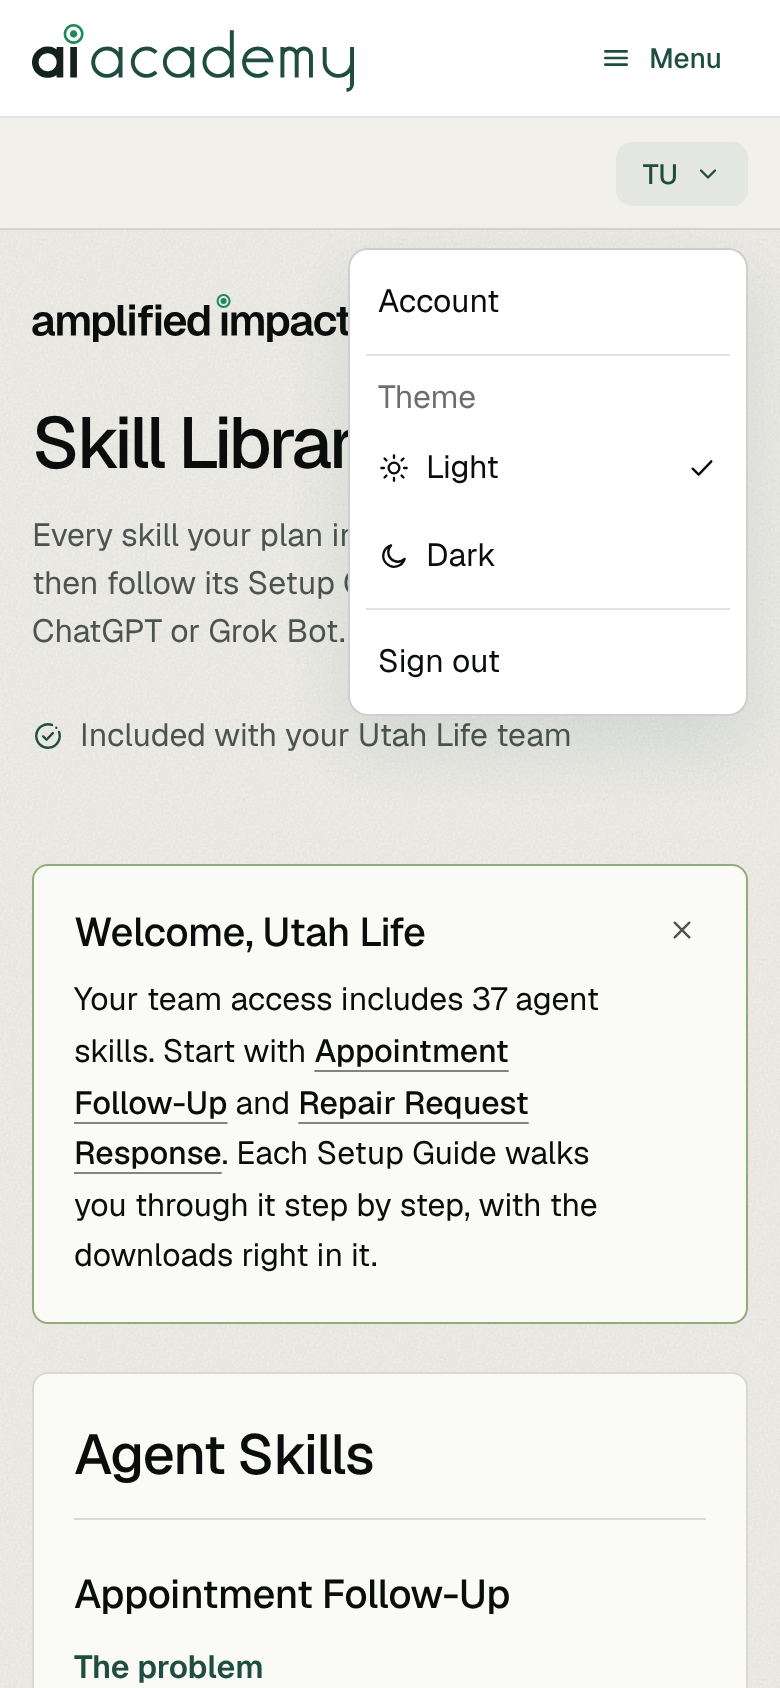 ai academy
Menu
TU
Account
Theme
Light
Dark
Sign out
amplified impact
Skill Librar
Every skill your plan in
then follow its Setup
ChatGPT or Grok Bot.
Included with your Utah Life team
Welcome, Utah Life
Your team access includes 37 agent
skills. Start with Appointment
Follow-Up and Repair Request
Response. Each Setup Guide walks
you through it step by step, with the
downloads right in it.
Agent Skills
Appointment Follow-Up
The problem